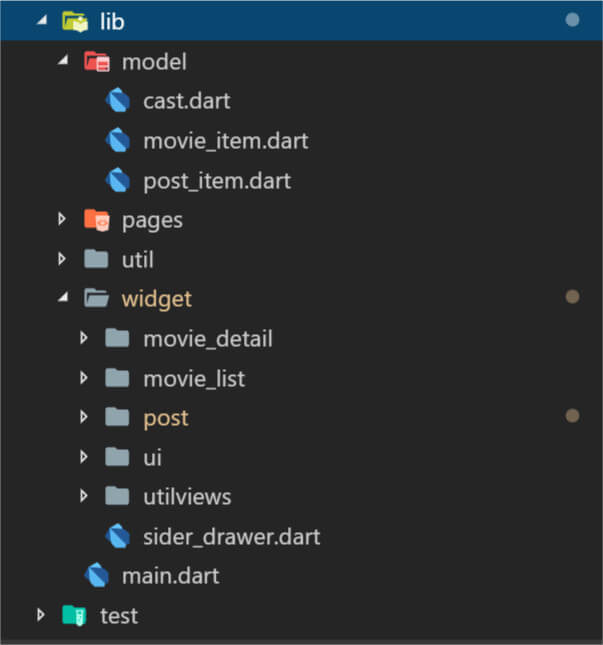 lib
model
cast.dart
movie_item.dart
post_item.dart
pages
util
widget
movie_detail
movie_list
post
ui
utilviews
sider_drawer.dart
main.dart
test